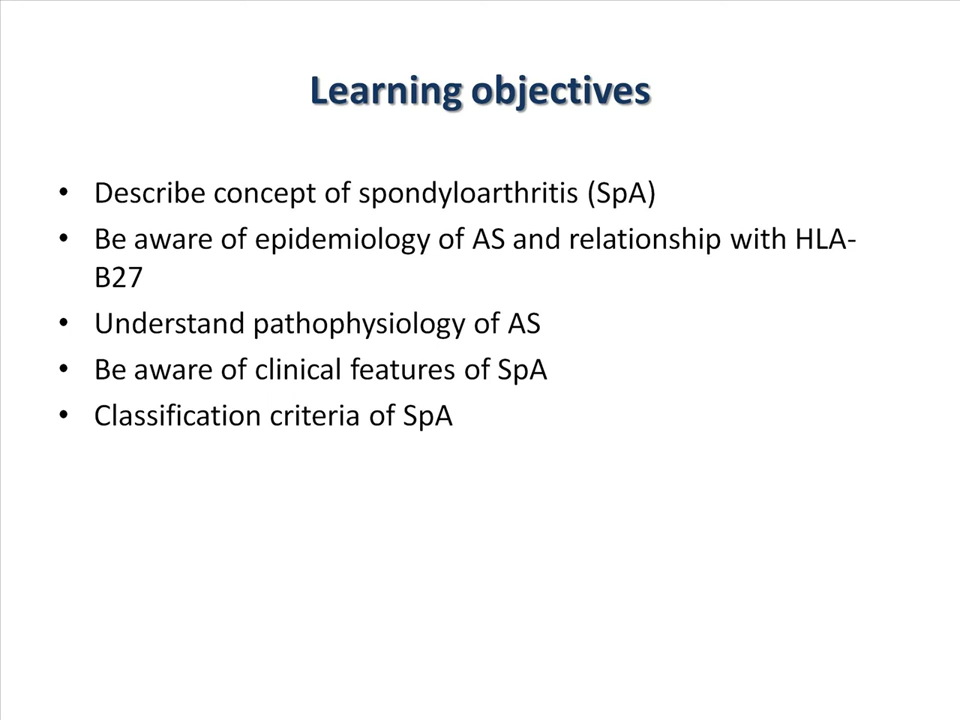 Learning objectives
• Describe concept of spondyloarthritis (SpA)
• Be aware of epidemiology of AS and relationship with HLA-
B27
• Understand pathophysiology of AS
• Be aware of clinical features of SpA
• Classification criteria of SpA